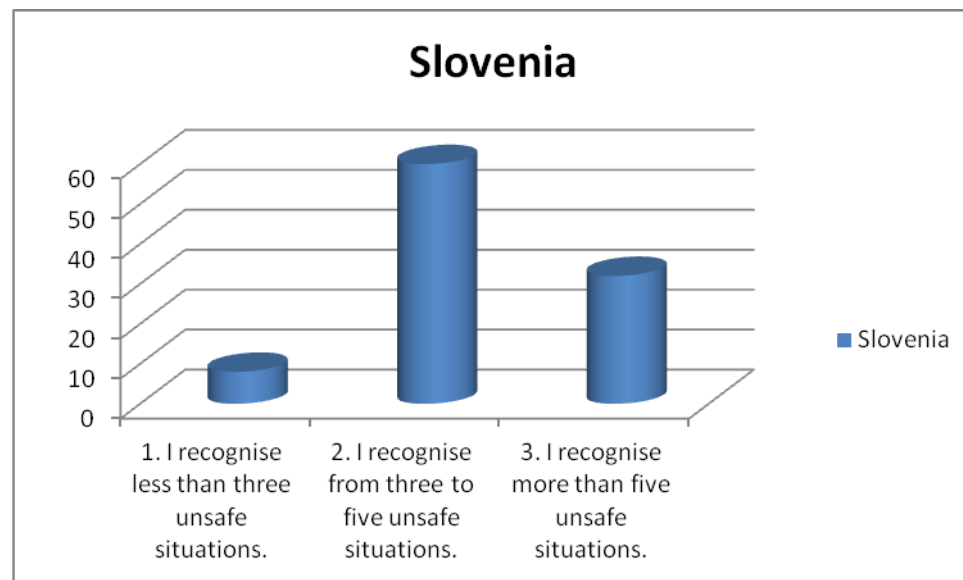 Slovenia
60
50
40
30
20
10
0
1. I recognise
less than three
unsafe
situations.
2. I recognise
from three to
five unsafe
situations.
3. I recognise
more than five
unsafe
situations.
Slovenia